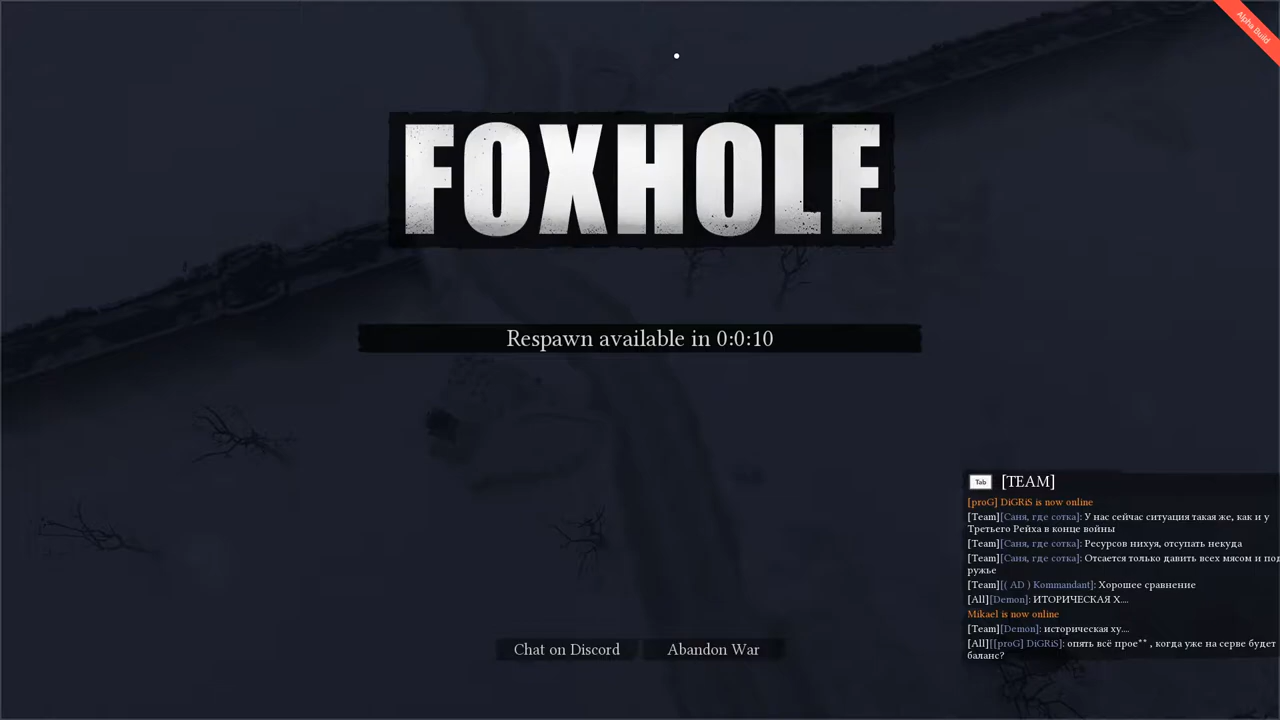 Alpha Build
FOXHOLE
Respawn available in 0:0:10
Tab [TEAM]
[proG] DiGRiS is now online
[Team][Саня, где сотка]: У нас сейчас ситуация такая же, как и у
Третьего Рейха в конце войны
[Team][Саня, где сотка]: Ресурсов нихуя, отсупать некуда
[Team][Саня, где сотка]: Отсается только давить всех мясом и под
ружье
[Team][( AD ) Kommandant]: Хорошее сравнение
[All][Demon]: ИТОРИЧЕСКАЯ Х....
Mikael is now online
[Team][Demon]: историческая ху....
[All][[proG] DiGRiS]: опять всё прое** , когда уже на серве будет
баланс?
Chat on Discord
Abandon War